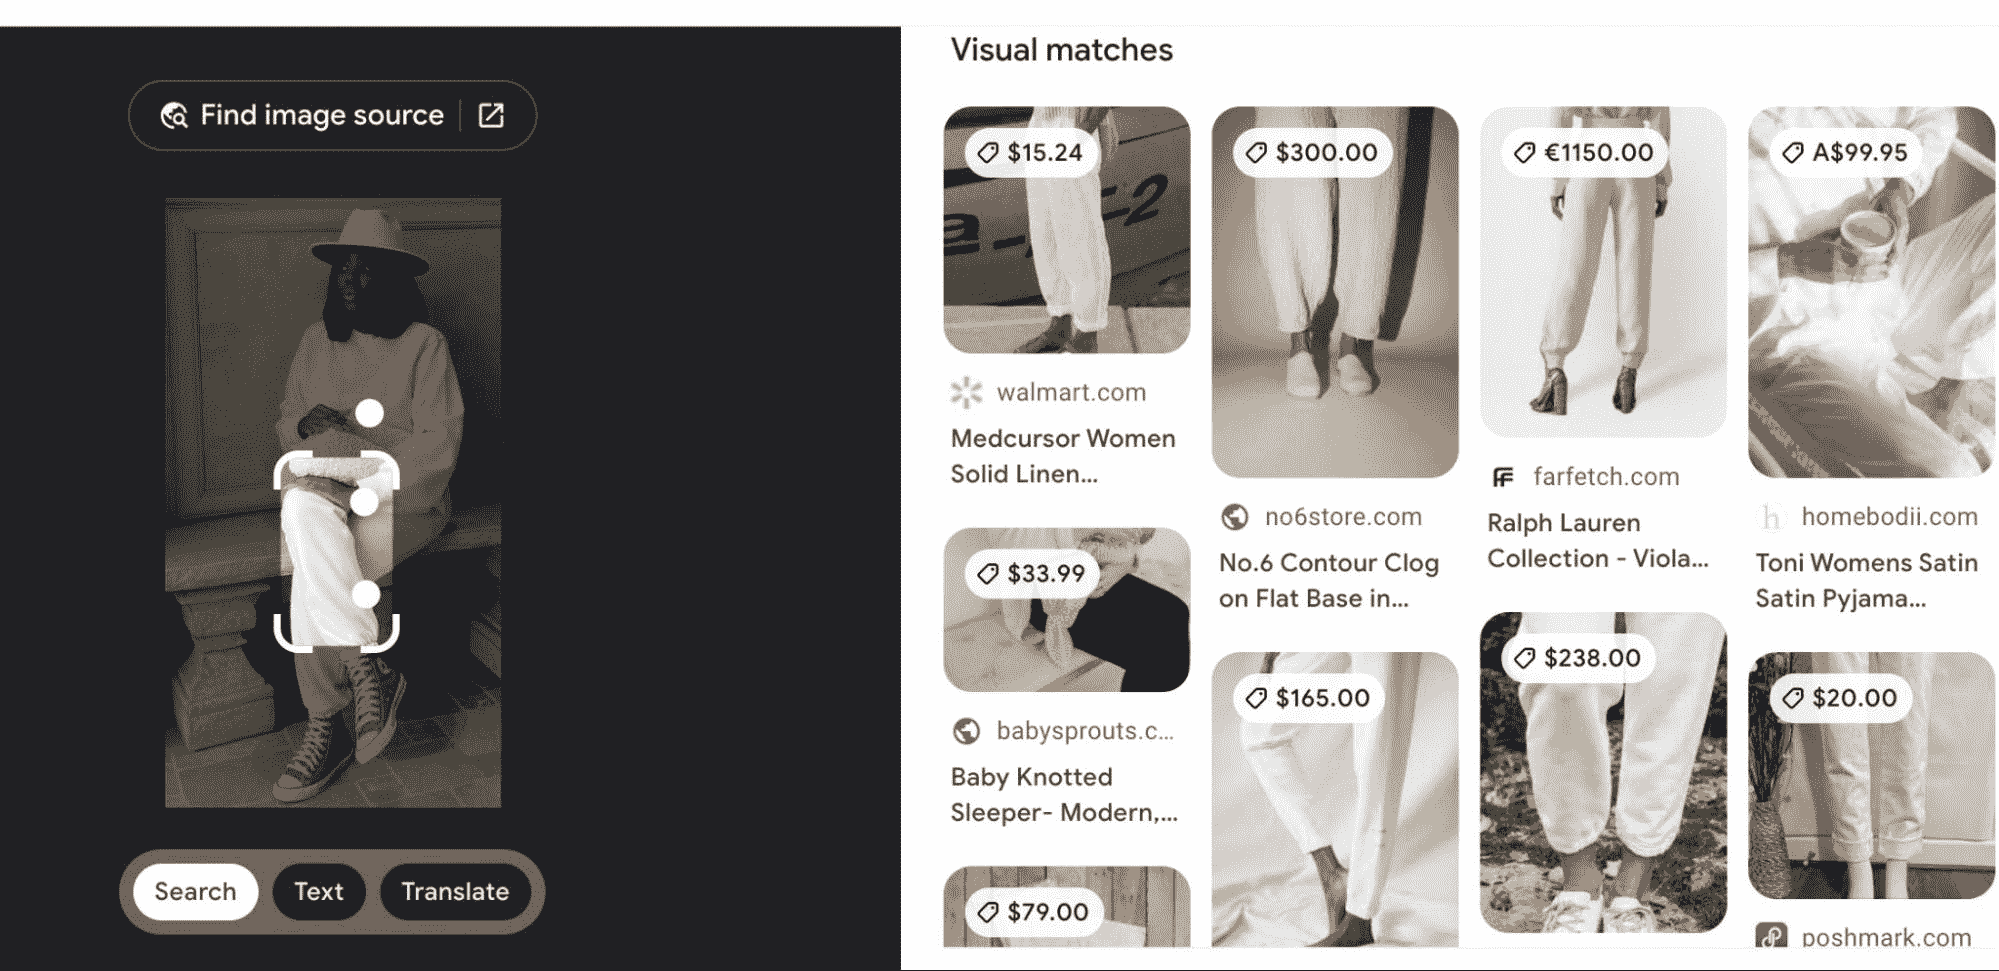 Find image source
Search
Text
Translate
Visual matches
$15.24
walmart.com
Medcursor Women
Solid Linen...
$33.99
babysprouts.c...
Baby Knotted
Sleeper- Modern,...
$79.00
$300.00
no6store.com
No.6 Contour Clog
on Flat Base in...
$165.00
€1150.00
farfetch.com
Ralph Lauren
Collection - Viola...
$238.00
A$99.95
h
homebodii.com
Toni Womens Satin
Satin Pyjama...
$20.00
poshmark.com